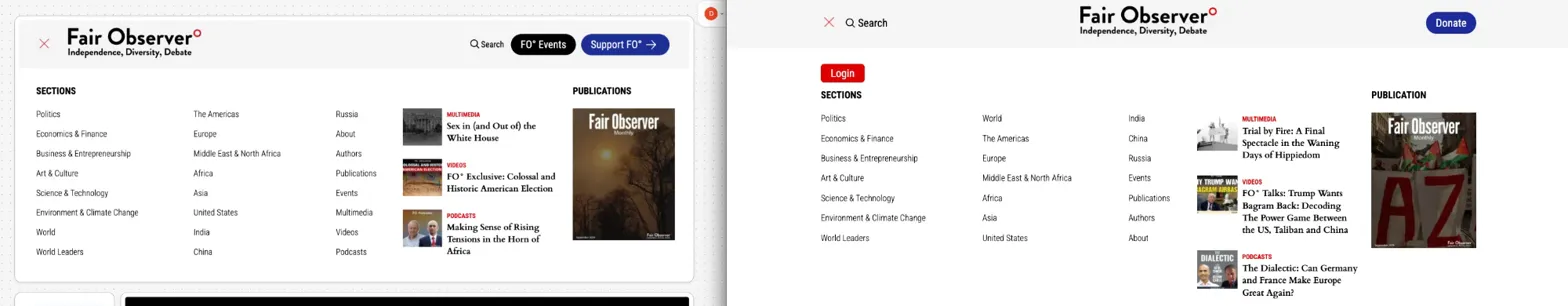 D
Fair Observer°
Independence, Diversity, Debate
Search
FO° Events
Support FO° →
SECTIONS
Politics
Economics & Finance
Business & Entrepreneurship
Art & Culture
Science & Technology
Environment & Climate Change
World
World Leaders
The Americas
Europe
Middle East & North Africa
Africa
Asia
United States
India
China
Russia
About
Authors
Publications
Events
Multimedia
Videos
Podcasts
MULTIMEDIA
Sex in (and Out) of the
White House
VIDEOS
FO° Exclusive: Colossal and
Historic American Election
PODCASTS
Making Sense of Rising
Tensions in the Horn of
Africa
PUBLICATIONS
Fair Observer
Monthly
Search
Fair Observer°
Independence, Diversity, Debate
Donate
Login
SECTIONS
Politics
Economics & Finance
Business & Entrepreneurship
Art & Culture
Science & Technology
Environment & Climate Change
World Leaders
World
The Americas
Europe
Middle East & North Africa
Africa
Asia
United States
India
China
Russia
Events
Publications
Authors
About
MULTIMEDIA
Trial by Fire: A Final
Spectacle in the Waning
Days of Hippiedom
VIDEOS
FO° Talks: Trump Wants
Bagram Back: Decoding
The Power Game Between
the US, Taliban and China
PODCASTS
DIALECTIC
The Dialectic: Can Germany
and France Make Europe
Great Again?
PUBLICATION
Fair Observer
Monthly
AZ
Fair Observer